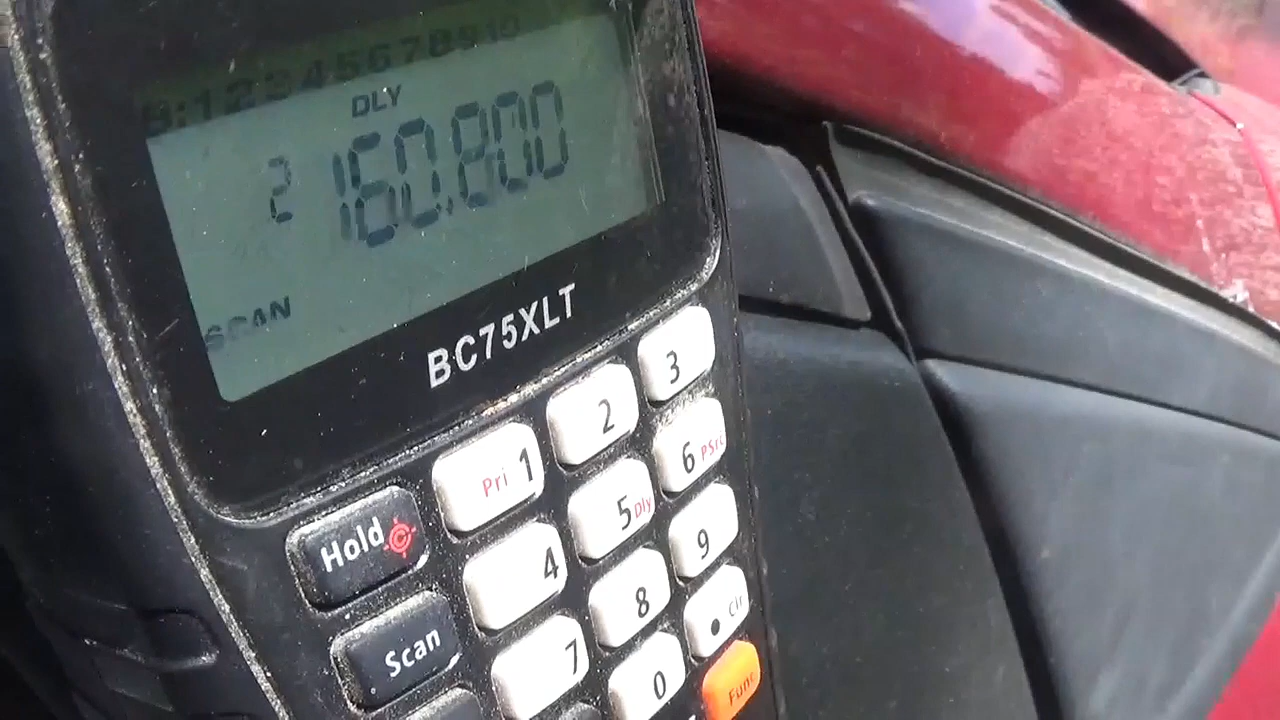 B:12345678910
DLY
2 160.800
SCAN
BC75XLT
Pri 1
2
3
Hold
4
5 Dly
6 PSrc
Scan
7
8
9
0
. Clr
Func